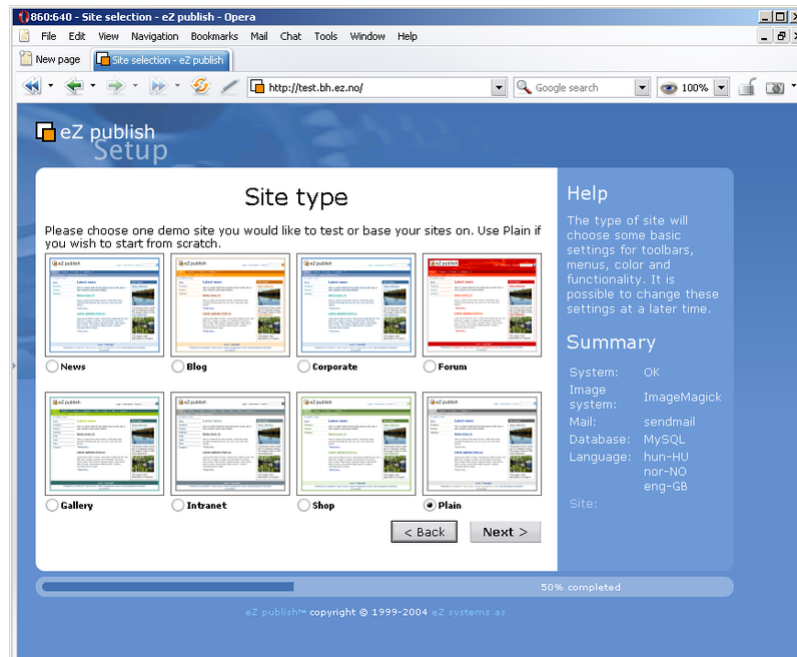 860:640 - Site selection - eZ publish - Opera
File Edit View Navigation Bookmarks Mail Chat Tools Window Help
New page Site selection - eZ publish
http://test.bh.ez.no/ Google search 100%
eZ publish
Setup
Site type
Please choose one demo site you would like to test or base your sites on. Use Plain if
you wish to start from scratch.
News Blog Corporate Forum
Gallery Intranet Shop Plain
< Back Next >
Help
The type of site will
choose some basic
settings for toolbars,
menus, color and
functionality. It is
possible to change these
settings at a later time.
Summary
System: OK
Image
system: ImageMagick
Mail: sendmail
Database: MySQL
Language: hun-HU
nor-NO
eng-GB
Site:
50% completed
eZ publish™ copyright © 1999-2004 eZ systems as